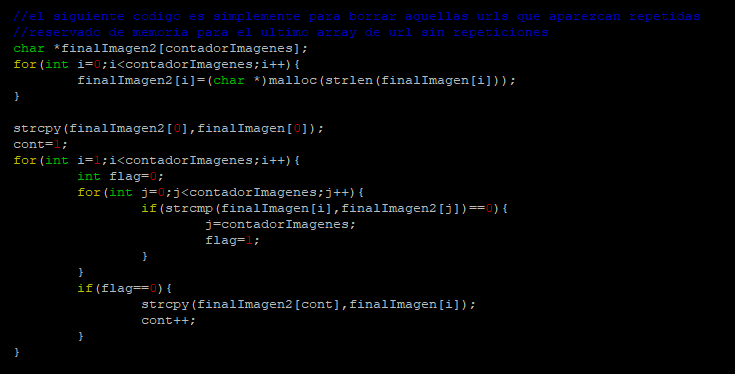 //el siguiente codigo es simplemente para borrar aquellas urls que aparezcan repetidas
//reservado de memoria para el ultimo array de url sin repeticiones
char *finalImagen2[contadorImagenes];
for(int i=0;i<contadorImagenes;i++){
        finalImagen2[i]=(char *)malloc(strlen(finalImagen[i]));
}

strcpy(finalImagen2[0],finalImagen[0]);
cont=1;
for(int i=1;i<contadorImagenes;i++){
        int flag=0;
        for(int j=0;j<contadorImagenes;j++){
                if(strcmp(finalImagen[i],finalImagen2[j])==0){
                        j=contadorImagenes;
                        flag=1;
                }
        }
        if(flag==0){
                strcpy(finalImagen2[cont],finalImagen[i]);
                cont++;
        }
}